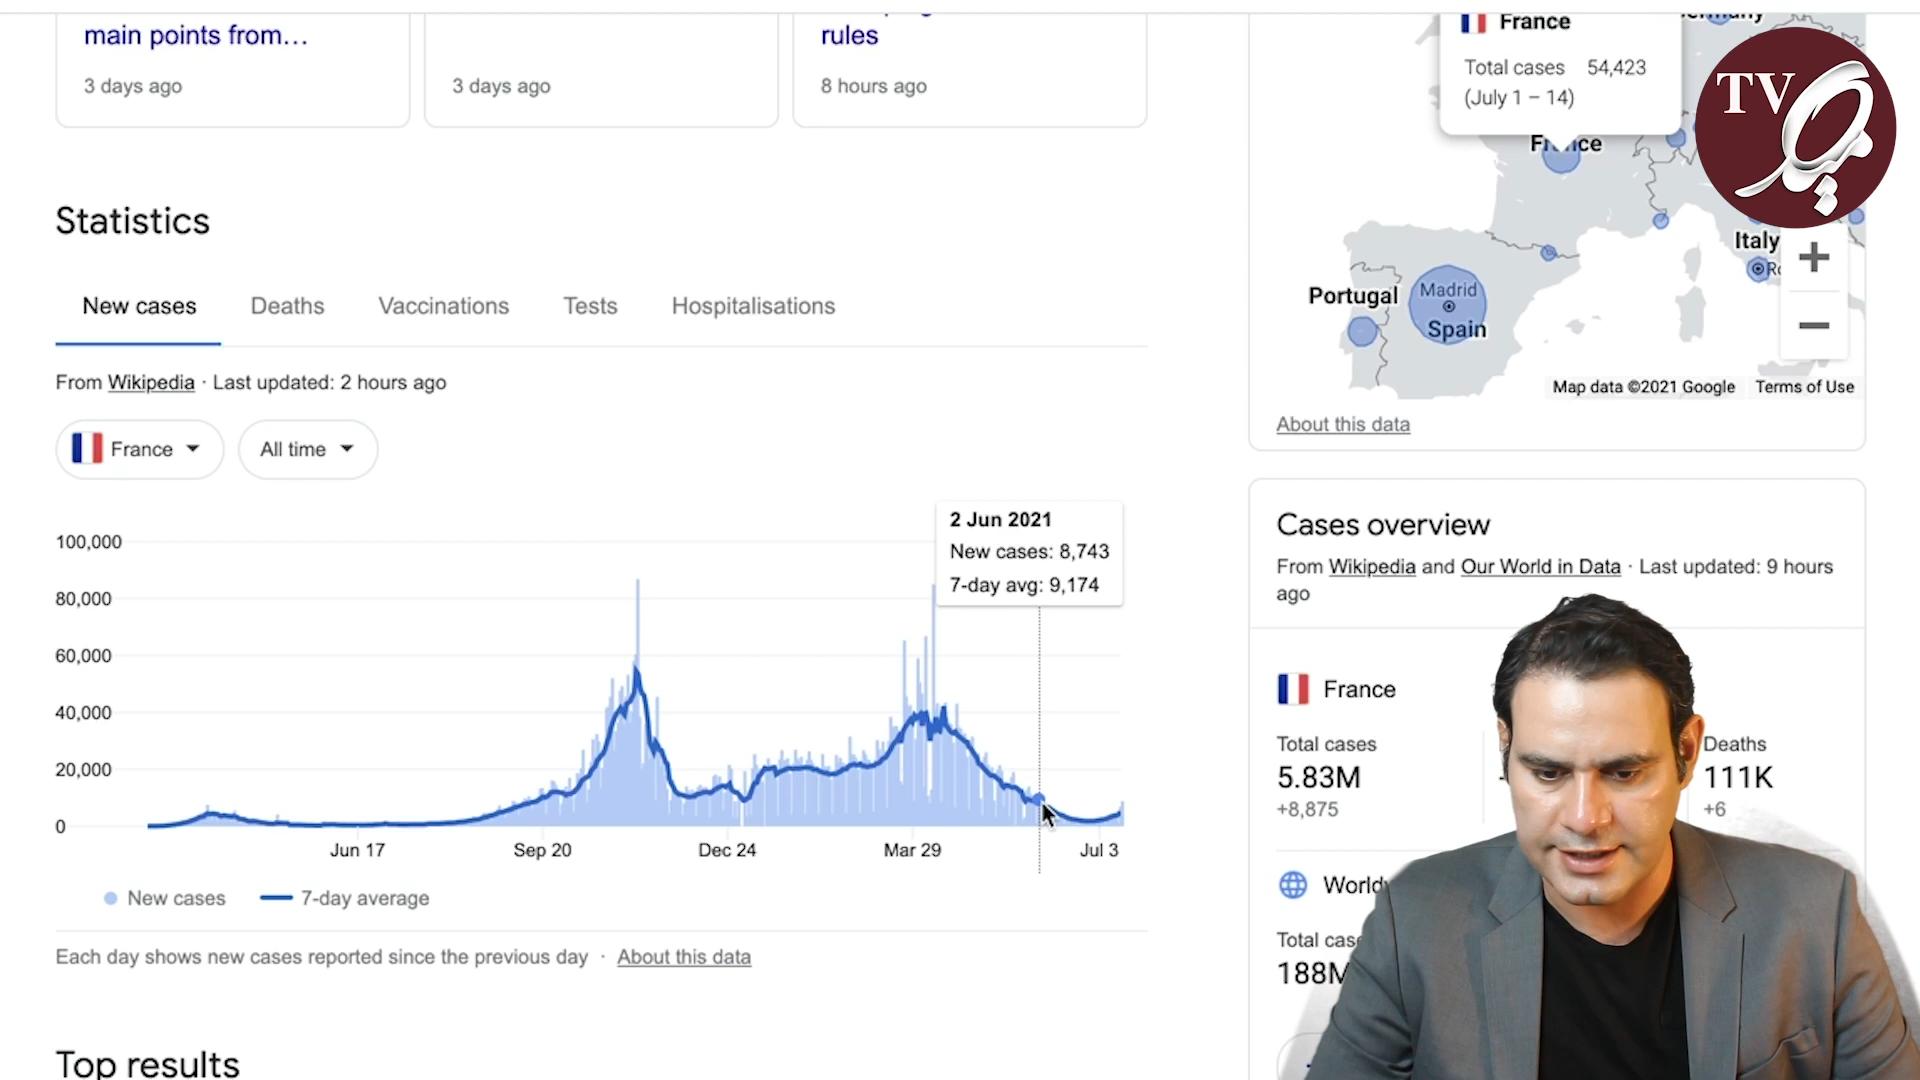 main points from...
3 days ago
3 days ago
rules
8 hours ago
Statistics
New cases
Deaths
Vaccinations
Tests
Hospitalisations
From Wikipedia · Last updated: 2 hours ago
France
All time
2 Jun 2021
New cases: 8,743
7-day avg: 9,174
100,000
80,000
60,000
40,000
20,000
0
Jun 17
Sep 20
Dec 24
Mar 29
Jul 3
New cases
7-day average
Each day shows new cases reported since the previous day · About this data
Top results
France
Total cases 54,423
(July 1 – 14)
TV
France
Italy
Portugal
Madrid
Spain
+
−
Map data ©2021 Google
Terms of Use
About this data
Cases overview
From Wikipedia and Our World in Data · Last updated: 9 hours
ago
France
Total cases
5.83M
+8,875
Deaths
111K
+6
Total
188M